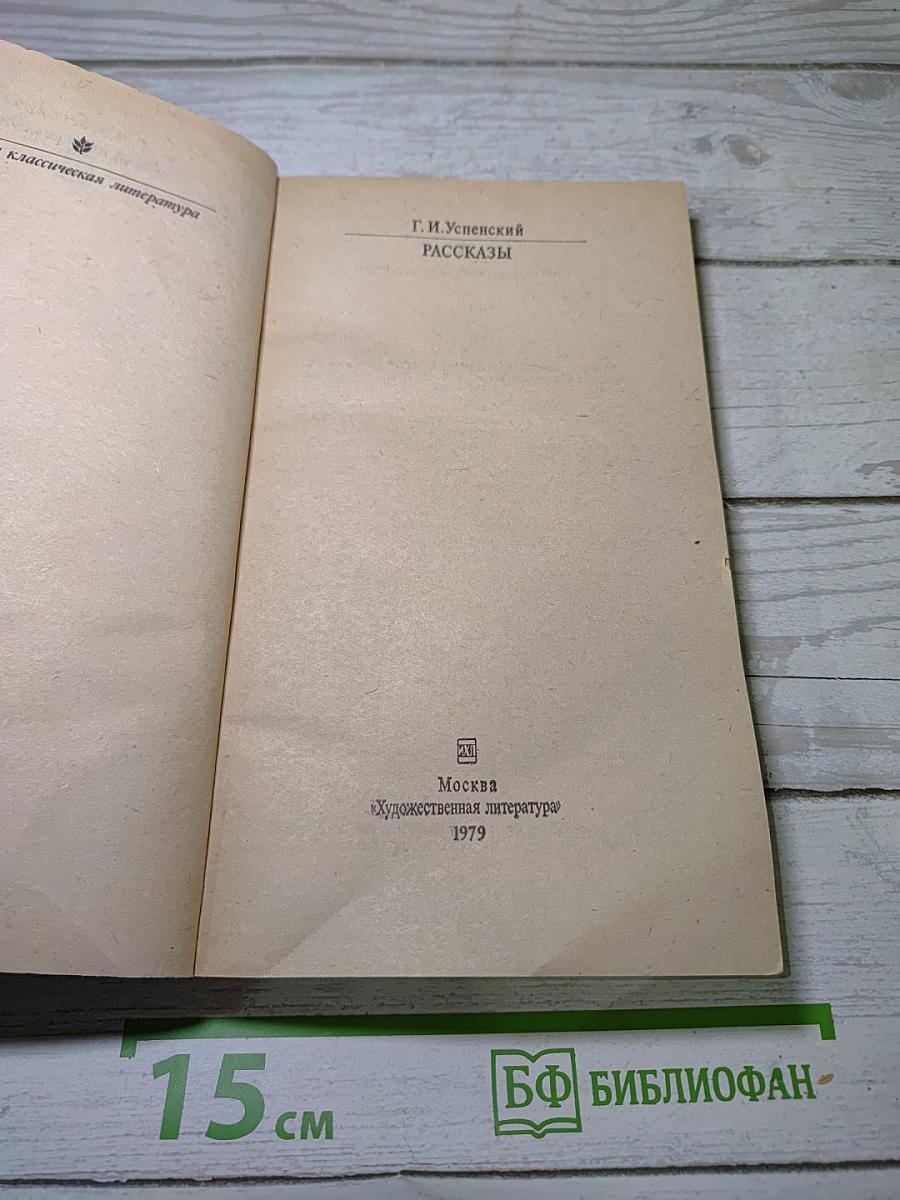 классическая литература
Г. И. Успенский
РАССКАЗЫ
Москва
«Художественная литература»
1979
15 см
БФ БИБЛИОФАН